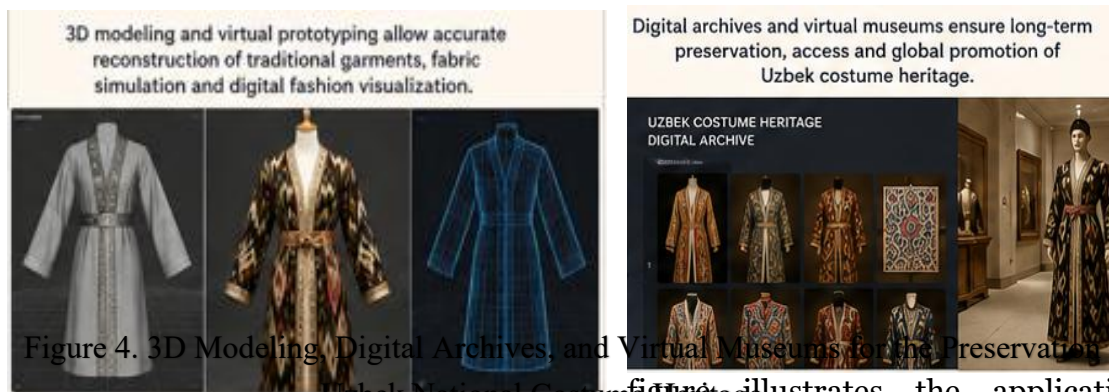 3D modeling and virtual prototyping allow accurate
reconstruction of traditional garments, fabric
simulation and digital fashion visualization.
Digital archives and virtual museums ensure long-term
preservation, access and global promotion of
Uzbek costume heritage.
UZBEK COSTUME HERITAGE
DIGITAL ARCHIVE
Figure 4. 3D Modeling, Digital Archives, and Virtual Museums for the Preservation
figure illustrates the applicat